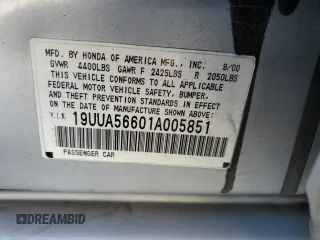 MFD. BY HONDA OF AMERICA MFG., INC. 9/00
GVWR 4400LBS GAWR F 2425LBS R 2050LBS
THIS VEHICLE CONFORMS TO ALL APPLICABLE
FEDERAL MOTOR VEHICLE SAFETY, BUMPER,
AND THEFT PREVENTION STANDARDS IN EFFECT
ON THE DATE OF MANUFACTURE SHOWN ABOVE.
V.I.N. 19UUA56601A005851
PASSENGER CAR
© DREAMBID
DREAMBID.COM